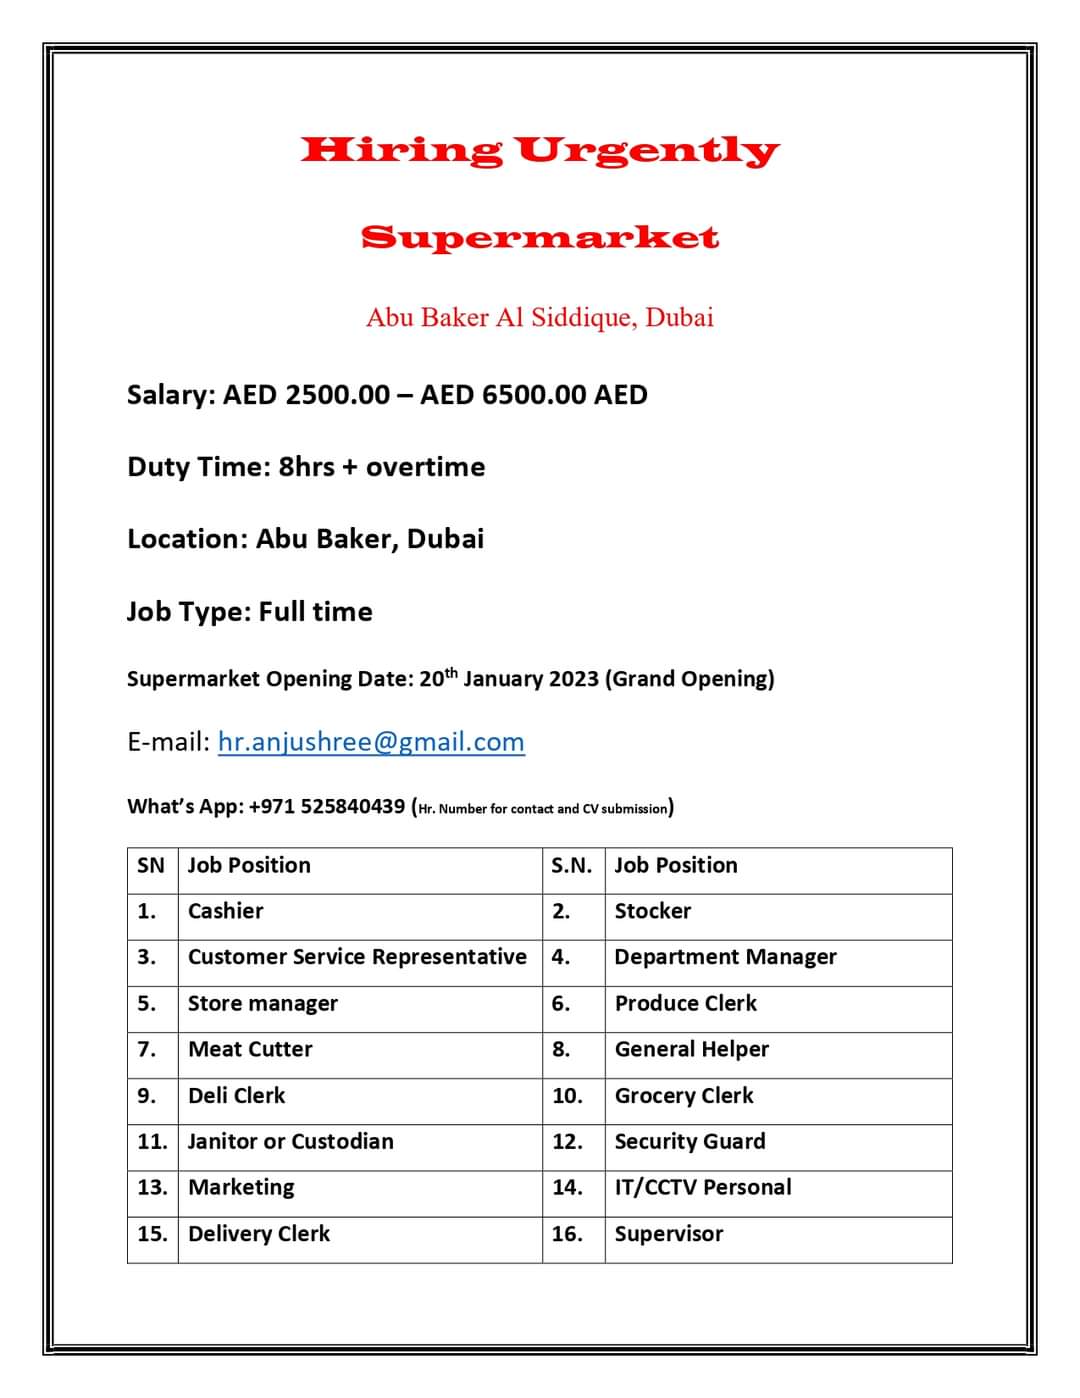 Hiring Urgently
Supermarket
Abu Baker Al Siddique, Dubai
Salary: AED 2500.00 – AED 6500.00 AED
Duty Time: 8hrs + overtime
Location: Abu Baker, Dubai
Job Type: Full time
Supermarket Opening Date: 20th January 2023 (Grand Opening)
E-mail: hr.anjushree@gmail.com
What’s App: +971 525840439 (Hr. Number for contact and CV submission)
SN Job Position S.N. Job Position
1. Cashier 2. Stocker
3. Customer Service Representative 4. Department Manager
5. Store manager 6. Produce Clerk
7. Meat Cutter 8. General Helper
9. Deli Clerk 10. Grocery Clerk
11. Janitor or Custodian 12. Security Guard
13. Marketing 14. IT/CCTV Personal
15. Delivery Clerk 16. Supervisor